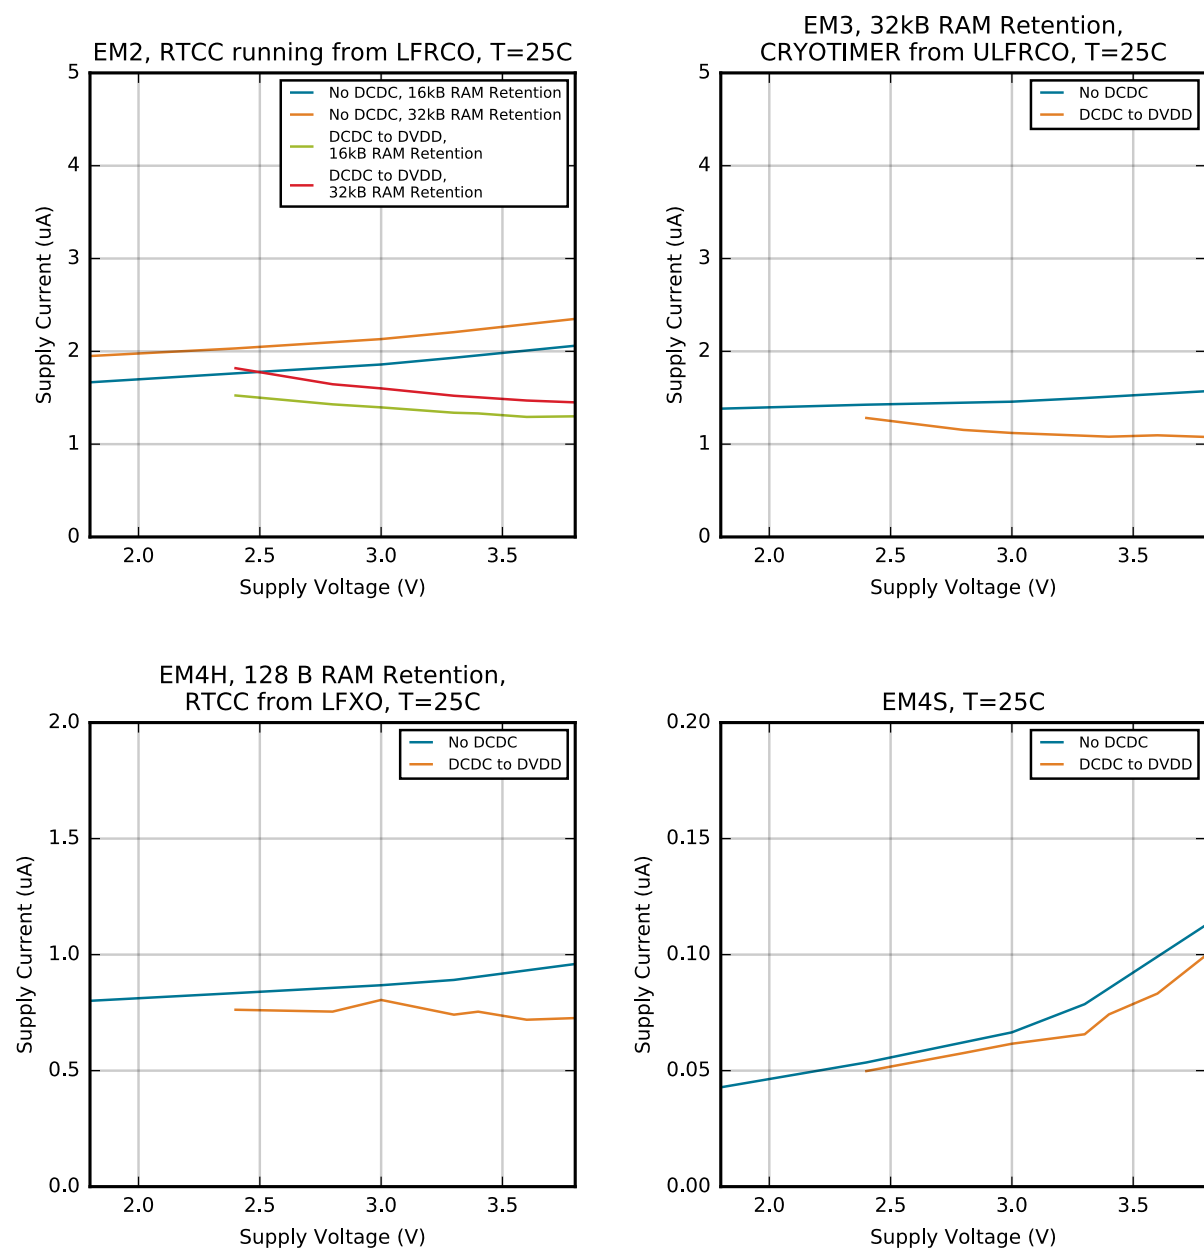 EM2, RTCC running from LFRCO, T=25C
5
4
3
2
1
0
Supply Current (uA)
No DCDC, 16kB RAM Retention
No DCDC, 32kB RAM Retention
DCDC to DVDD,
16kB RAM Retention
DCDC to DVDD,
32kB RAM Retention
2.0
2.5
3.0
3.5
Supply Voltage (V)
EM3, 32kB RAM Retention,
CRYOTIMER from ULFRCO, T=25C
5
4
3
2
1
0
Supply Current (uA)
No DCDC
DCDC to DVDD
2.0
2.5
3.0
3.5
Supply Voltage (V)
EM4H, 128 B RAM Retention,
RTCC from LFXO, T=25C
2.0
1.5
1.0
0.5
0.0
Supply Current (uA)
No DCDC
DCDC to DVDD
2.0
2.5
3.0
3.5
Supply Voltage (V)
EM4S, T=25C
0.20
0.15
0.10
0.05
0.00
Supply Current (uA)
No DCDC
DCDC to DVDD
2.0
2.5
3.0
3.5
Supply Voltage (V)